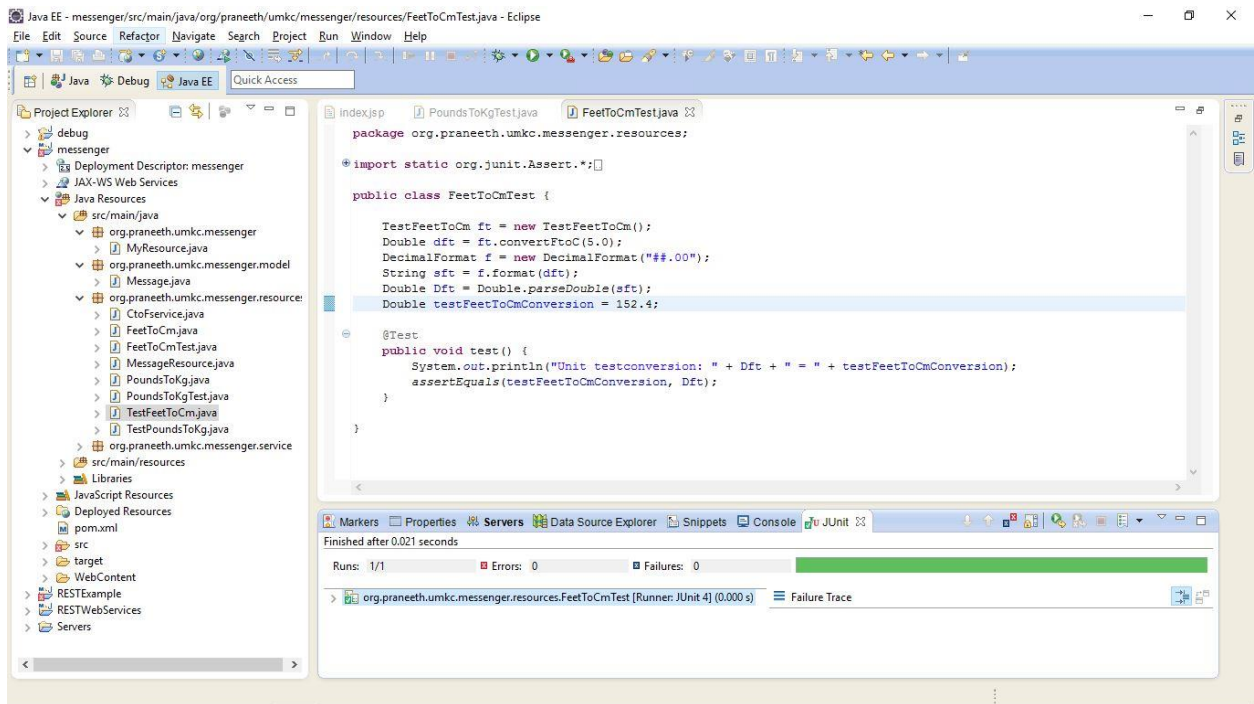 Java EE - messenger/src/main/java/org/praneeth/umkc/messenger/resources/FeetToCmTest.java - Eclipse
File Edit Source Refactor Navigate Search Project Run Window Help
Java Debug Java EE Quick Access
Project Explorer
debug
messenger
Deployment Descriptor: messenger
JAX-WS Web Services
Java Resources
src/main/java
org.praneeth.umkc.messenger
MyResource.java
org.praneeth.umkc.messenger.model
Message.java
org.praneeth.umkc.messenger.resource
CtoFservice.java
FeetToCm.java
FeetToCmTest.java
MessageResource.java
PoundsToKg.java
PoundsToKgTest.java
TestFeetToCm.java
TestPoundsToKg.java
org.praneeth.umkc.messenger.service
src/main/resources
Libraries
JavaScript Resources
Deployed Resources
pom.xml
src
target
WebContent
RESTExample
RESTWebServices
Servers
index.jsp PoundsToKgTest.java FeetToCmTest.java
package org.praneeth.umkc.messenger.resources;
import static org.junit.Assert.*;
public class FeetToCmTest {
TestFeetToCm ft = new TestFeetToCm();
Double dft = ft.convertFtoC(5.0);
DecimalFormat f = new DecimalFormat("##.00");
String sft = f.format(dft);
Double Dft = Double.parseDouble(sft);
Double testFeetToCmConversion = 152.4;
@Test
public void test() {
System.out.println("Unit testconversion: " + Dft + " = " + testFeetToCmConversion);
assertEquals(testFeetToCmConversion, Dft);
}
}
Markers Properties Servers Data Source Explorer Snippets Console JUnit
Finished after 0.021 seconds
Runs: 1/1 Errors: 0 Failures: 0
org.praneeth.umkc.messenger.resources.FeetToCmTest [Runner: JUnit 4] (0.000 s) Failure Trace